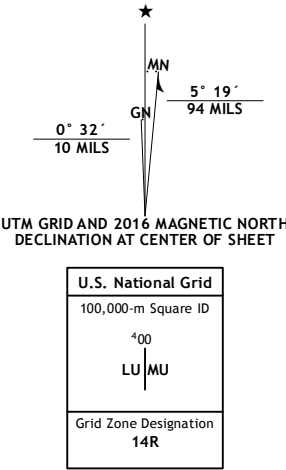 ★
MN
5° 19´
94 MILS
GN
0° 32´
10 MILS
UTM GRID AND 2016 MAGNETIC NORTH
DECLINATION AT CENTER OF SHEET
U.S. National Grid
100,000-m Square ID
⁴00
LU MU
Grid Zone Designation
14R